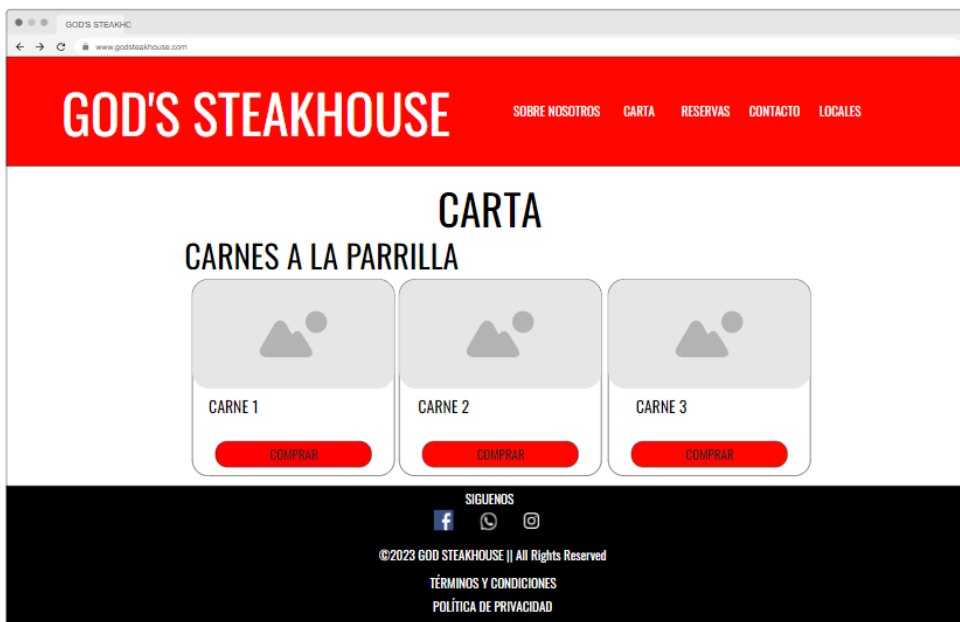 GOD'S STEAKHC
www.godsteakhouse.com
GOD'S STEAKHOUSE
SOBRE NOSOTROS CARTA RESERVAS CONTACTO LOCALES
CARTA
CARNES A LA PARRILLA
CARNE 1 CARNE 2 CARNE 3
COMPRAR COMPRAR COMPRAR
SIGUENOS
©2023 GOD STEAKHOUSE || All Rights Reserved
TÉRMINOS Y CONDICIONES
POLÍTICA DE PRIVACIDAD